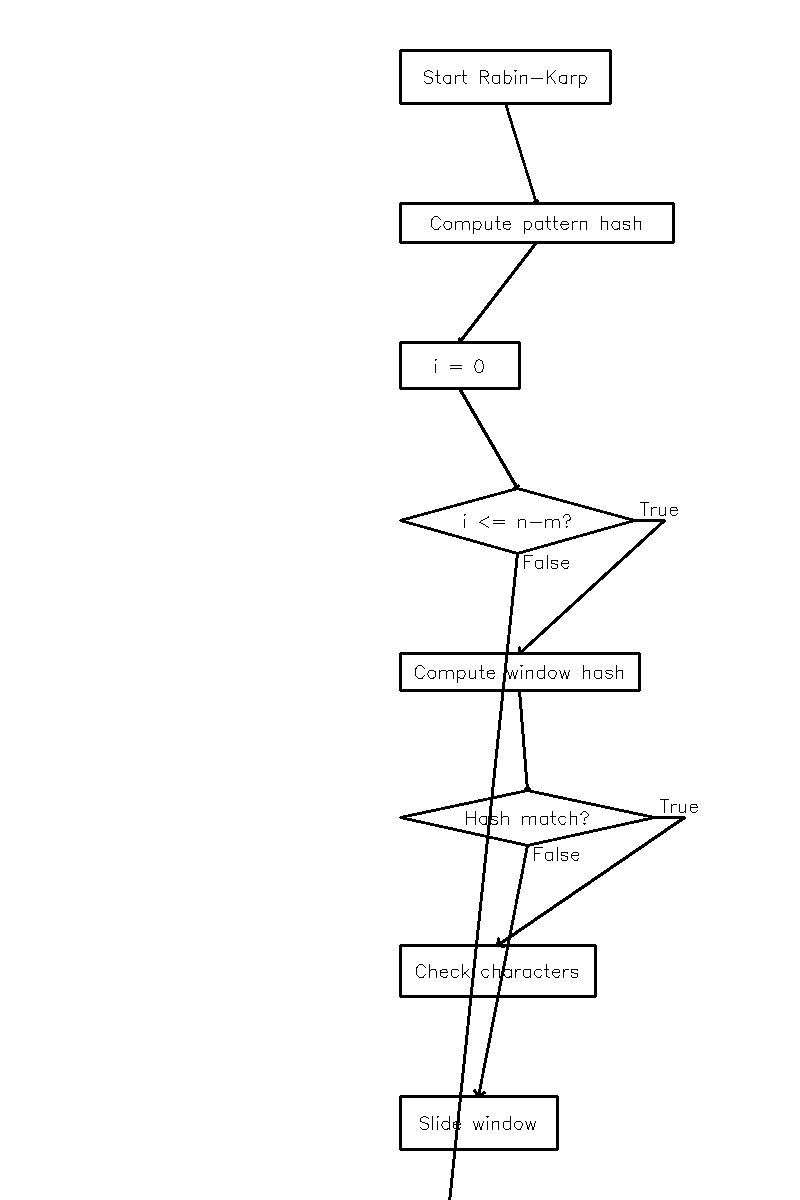 Start Rabin-Karp
Compute pattern hash
i = 0
i <= n-m?
True
False
Compute window hash
Hash match?
True
False
Check characters
Slide window